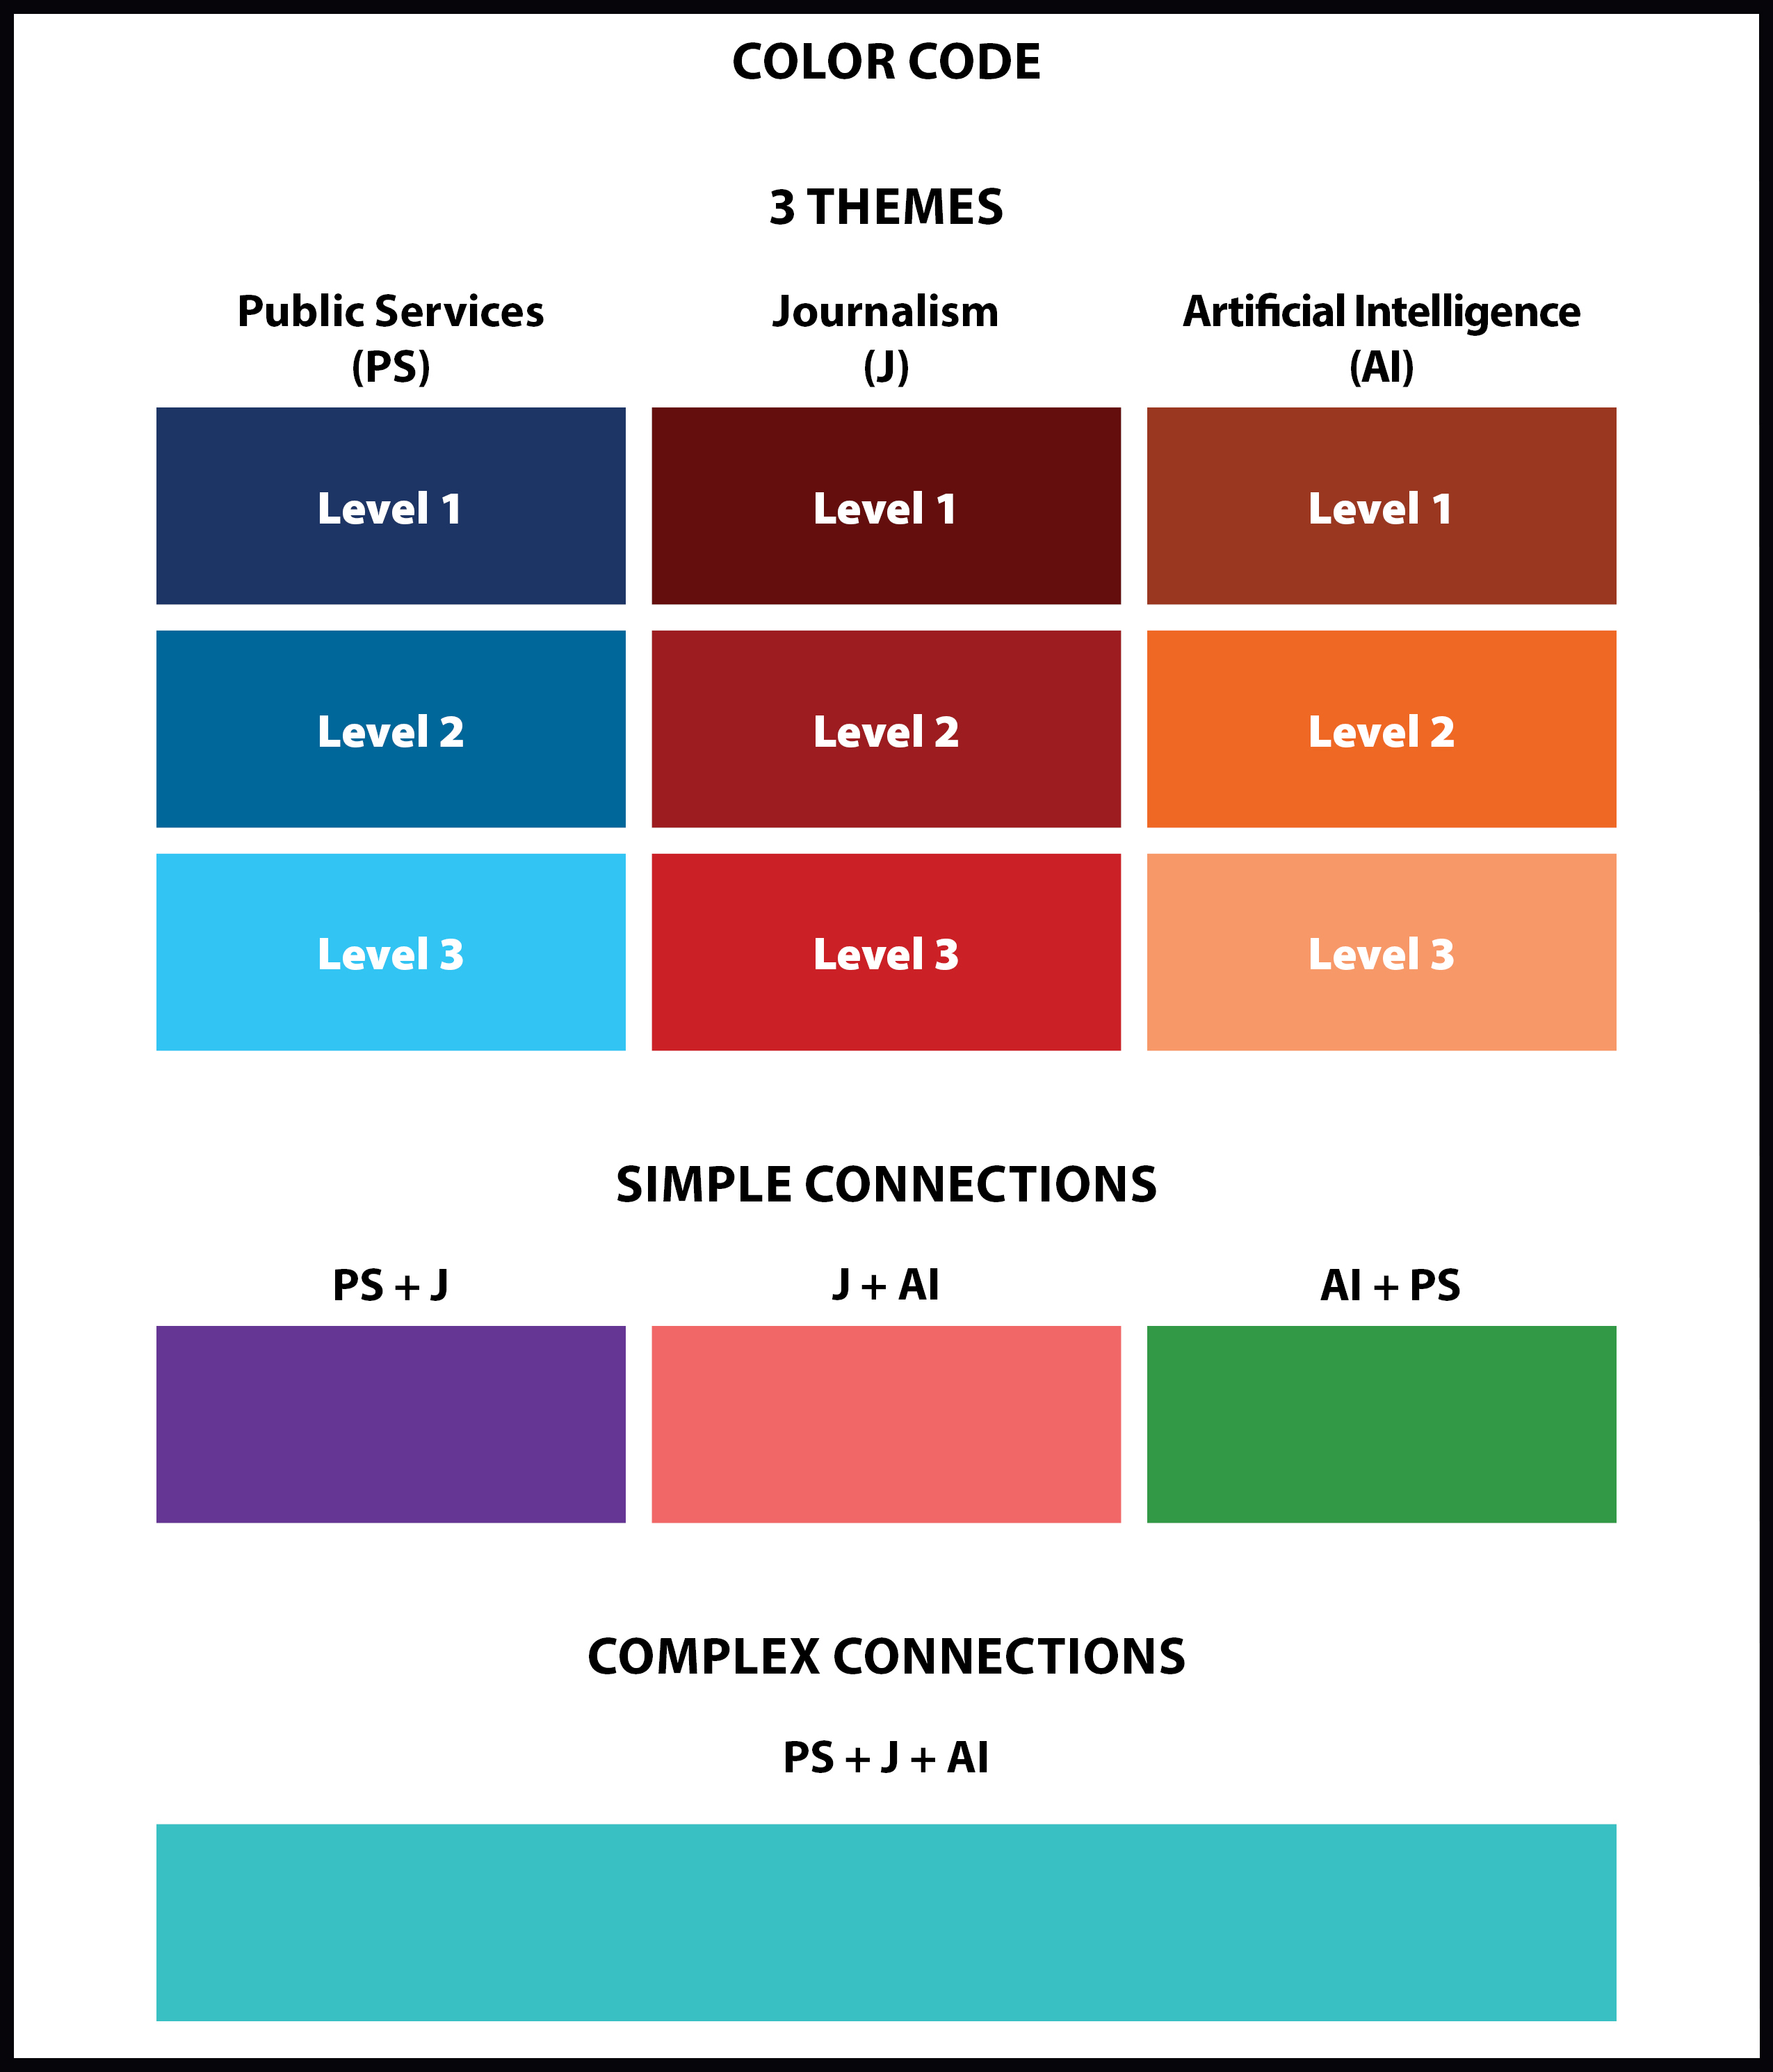 COLOR CODE
3 THEMES
Public Services
(PS)
Journalism
(J)
Artificial Intelligence
(AI)
Level 1
Level 1
Level 1
Level 2
Level 2
Level 2
Level 3
Level 3
Level 3
SIMPLE CONNECTIONS
PS + J
J + AI
AI + PS
COMPLEX CONNECTIONS
PS + J + AI